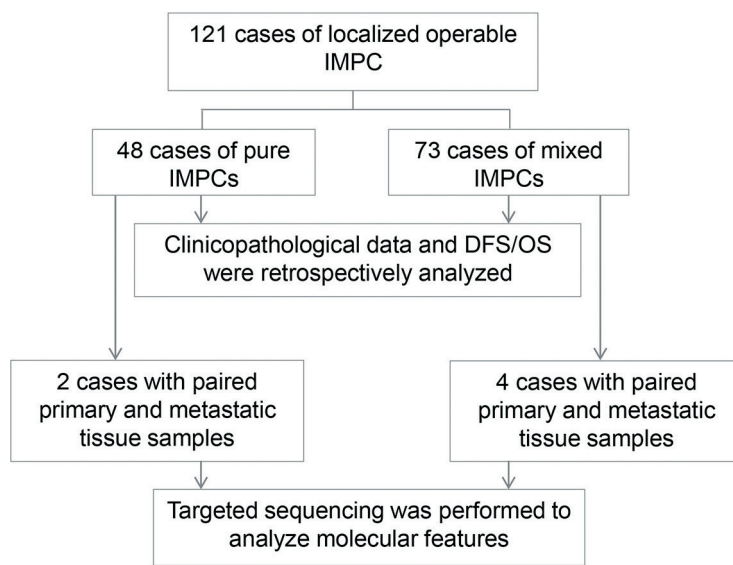 121 cases of localized operable
IMPC
48 cases of pure
IMPCs
73 cases of mixed
IMPCs
Clinicopathological data and DFS/OS
were retrospectively analyzed
2 cases with paired
primary and metastatic
tissue samples
4 cases with paired
primary and metastatic
tissue samples
Targeted sequencing was performed to
analyze molecular features